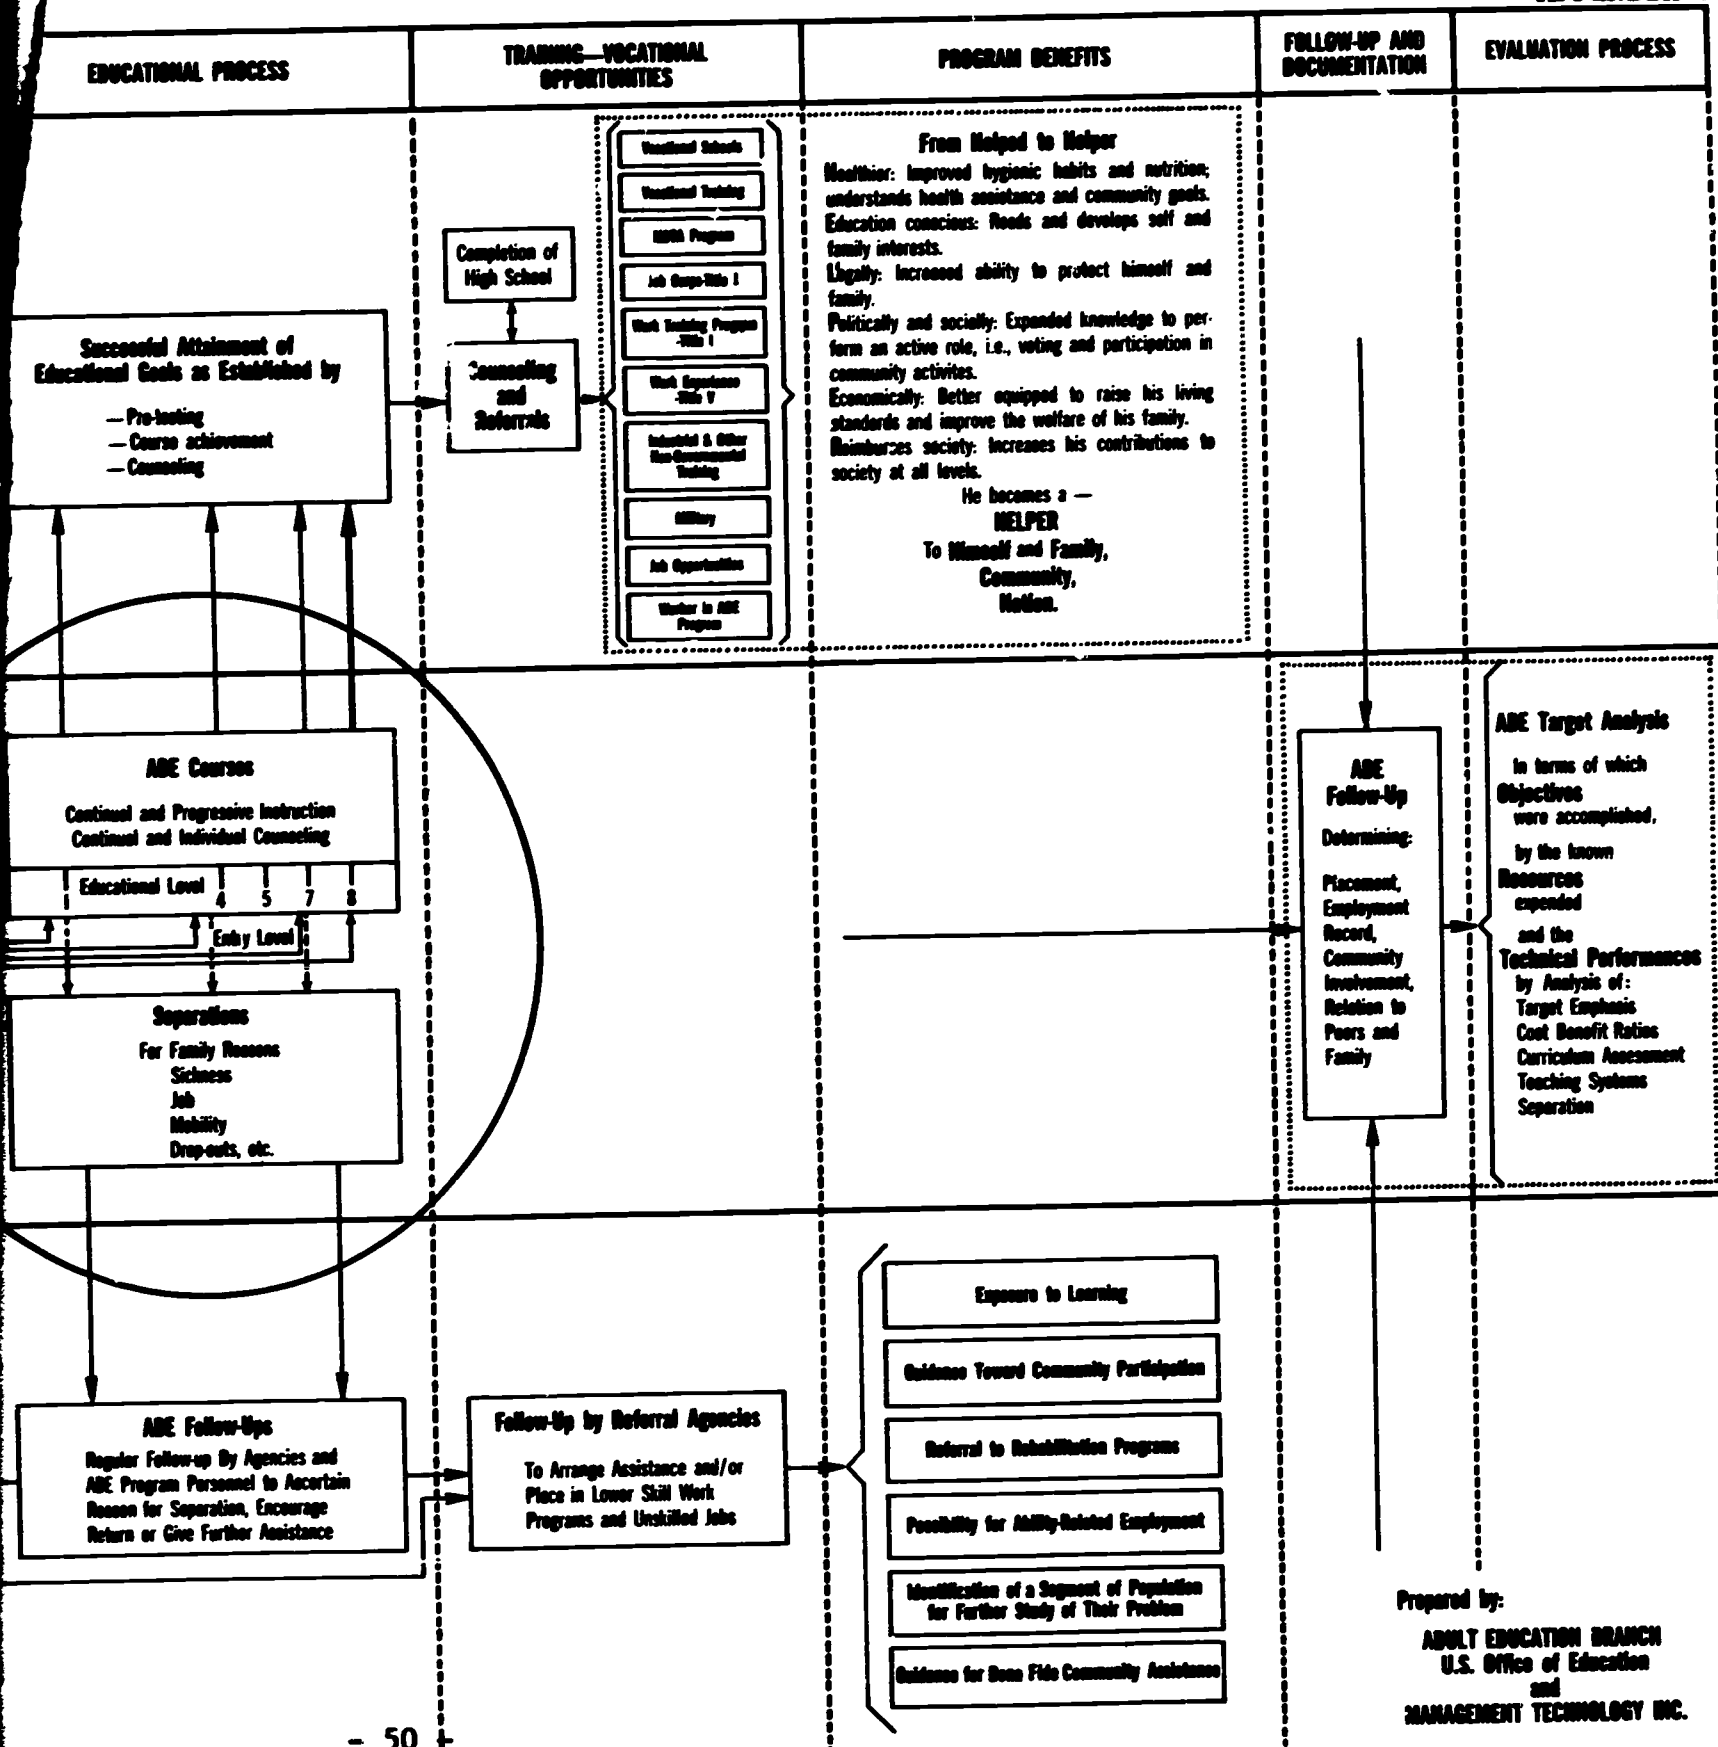 EDUCATIONAL PROCESS
TRAINING—VOCATIONAL
OPPORTUNITIES
PROGRAM BENEFITS
FOLLOW-UP AND
DOCUMENTATION
EVALUATION PROCESS
Successful Attainment of
Educational Goals as Established by
— Pre-testing
— Course achievement
— Counseling
Completion of
High School
Counseling
and
Referrals
Vocational Schools
Vocational Training
MDTA Program
Job Corps-Title I
Work Training Program
-Title I
Work Experience
-Title V
Industrial & Other
Non-Governmental
Training
Military
Job Opportunities
Worker in ABE
Program
From Helped to Helper
Healthier: Improved hygienic habits and nutrition;
understands health assistance and community goals.
Education conscious: Reads and develops self and
family interests.
Legally: Increased ability to protect himself and
family.
Politically and socially: Expanded knowledge to per-
form an active role, i.e., voting and participation in
community activites.
Economically: Better equipped to raise his living
standards and improve the welfare of his family.
Reimburses society: Increases his contributions to
society at all levels.
He becomes a —
HELPER
To Himself and Family,
Community,
Nation.
ABE Courses
Continual and Progressive Instruction
Continual and Individual Counseling
Educational Level 4 5 7 8
Entry Level
Separations
For Family Reasons
Sickness
Job
Mobility
Drop-outs, etc.
ABE
Follow-Up
Determining:
Placement,
Employment
Record,
Community
Involvement,
Relation to
Peers and
Family
ABE Target Analysis
in terms of which
Objectives
were accomplished,
by the known
Resources
expended
and the
Technical Performances
by Analysis of:
Target Emphasis
Cost Benefit Ratios
Curriculum Assessment
Teaching Systems
Separation
ABE Follow-Ups
Regular Follow-up By Agencies and
ABE Program Personnel to Ascertain
Reason for Separation, Encourage
Return or Give Further Assistance
Follow-Up by Referral Agencies
To Arrange Assistance and/or
Place in Lower Skill Work
Programs and Unskilled Jobs
Exposure to Learning
Guidance Toward Community Participation
Referral to Rehabilitation Programs
Possibility for Ability-Related Employment
Identification of a Segment of Population
for Further Study of Their Problem
Guidance for Bona Fide Community Assistance
Prepared by:
ADULT EDUCATION BRANCH
U.S. Office of Education
and
MANAGEMENT TECHNOLOGY INC.
- 50 -